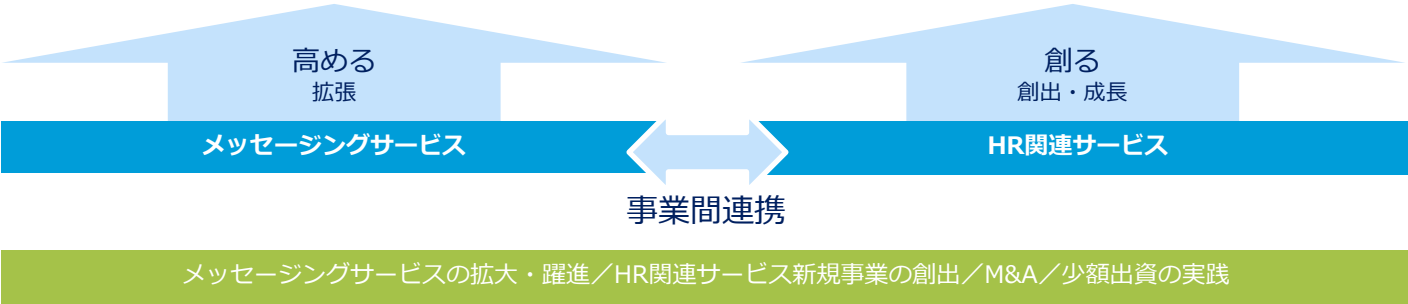 高める
拡張
創る
創出・成長
メッセージングサービス
HR関連サービス
事業間連携
メッセージングサービスの拡大・躍進／HR関連サービス新規事業の創出／M&A／少額出資の実践